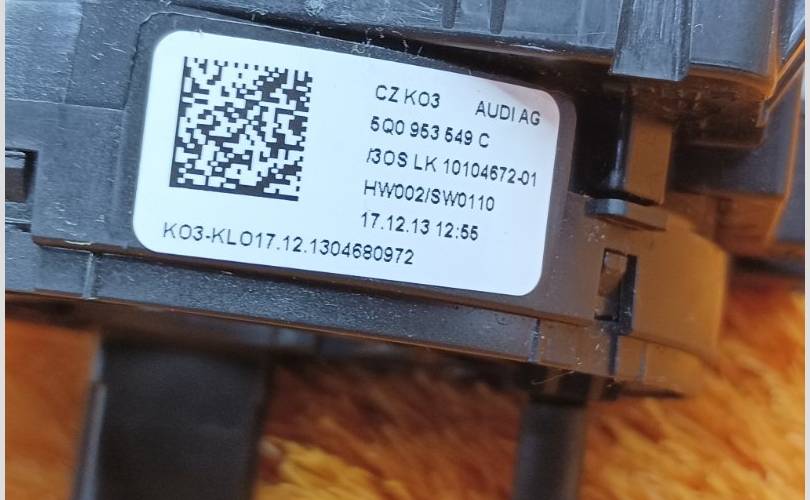 CZ KO3 AUDI AG
5Q0 953 549 C
/3OS LK 10104672-01
HW002/SW0110
17.12.13 12:55
KO3-KLO17.12.1304680972